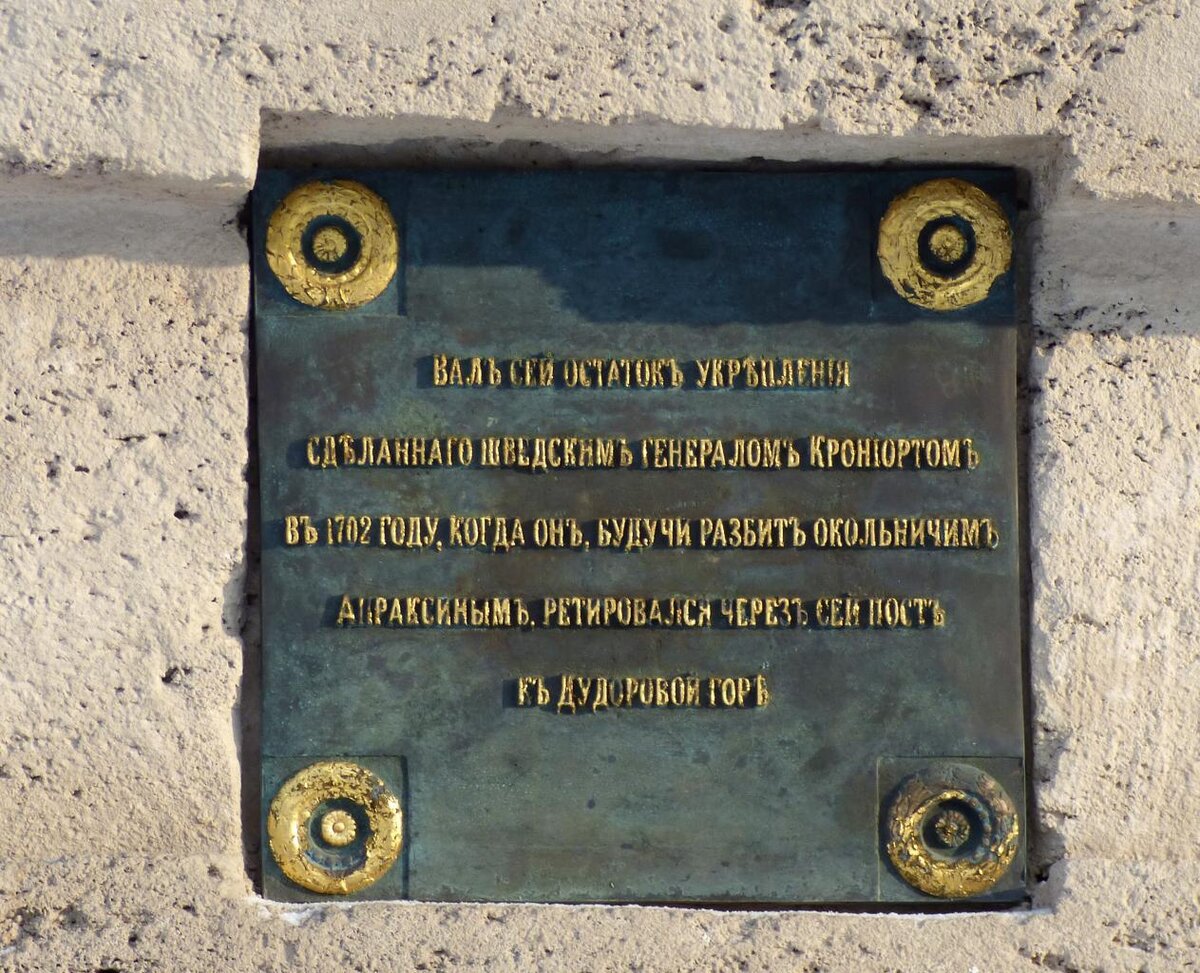 Валъ сей остатокъ укрѣпленія
сдѣланнаго шведскимъ генераломъ Кроніортомъ
въ 1702 году, когда онъ, будучи разбитъ окольничимъ
Апраксинымъ, ретировался черезъ сей постъ
къ Дудоровой горѣ